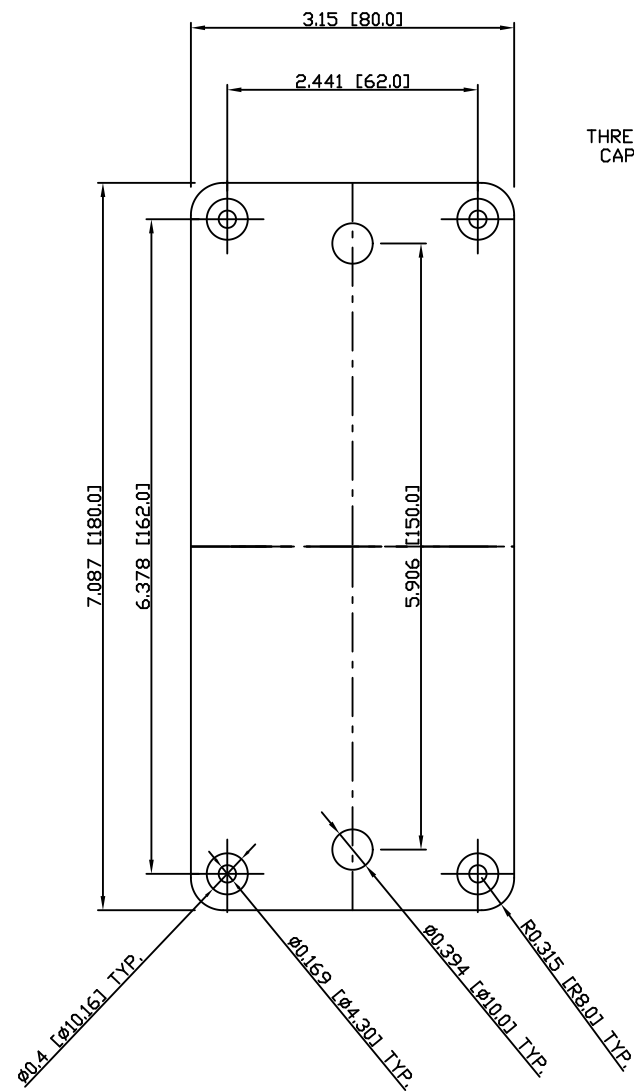 3.15 [80.0]
2.441 [62.0]
THRE
CAP
7.087 [180.0]
6.378 [162.0]
5.906 [150.0]
Ø0.4 [Ø10.16] TYP.
Ø0.169 [Ø4.30] TYP.
Ø0.394 [Ø10.0] TYP.
R0.315 [R8.0] TYP.